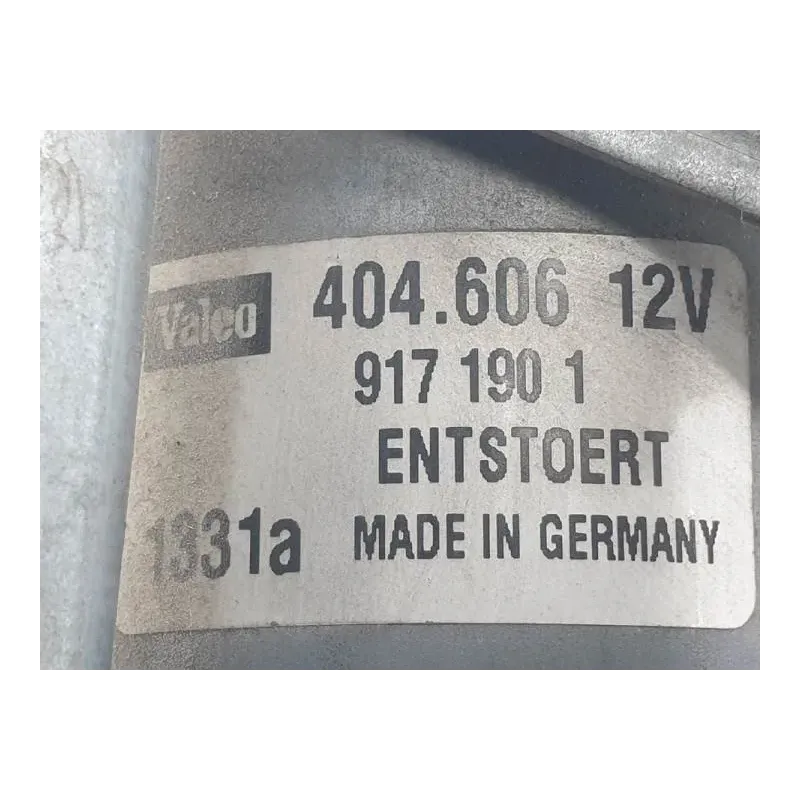 Valeo 404.606 12V
917 190 1
ENTSTOERT
1331a MADE IN GERMANY